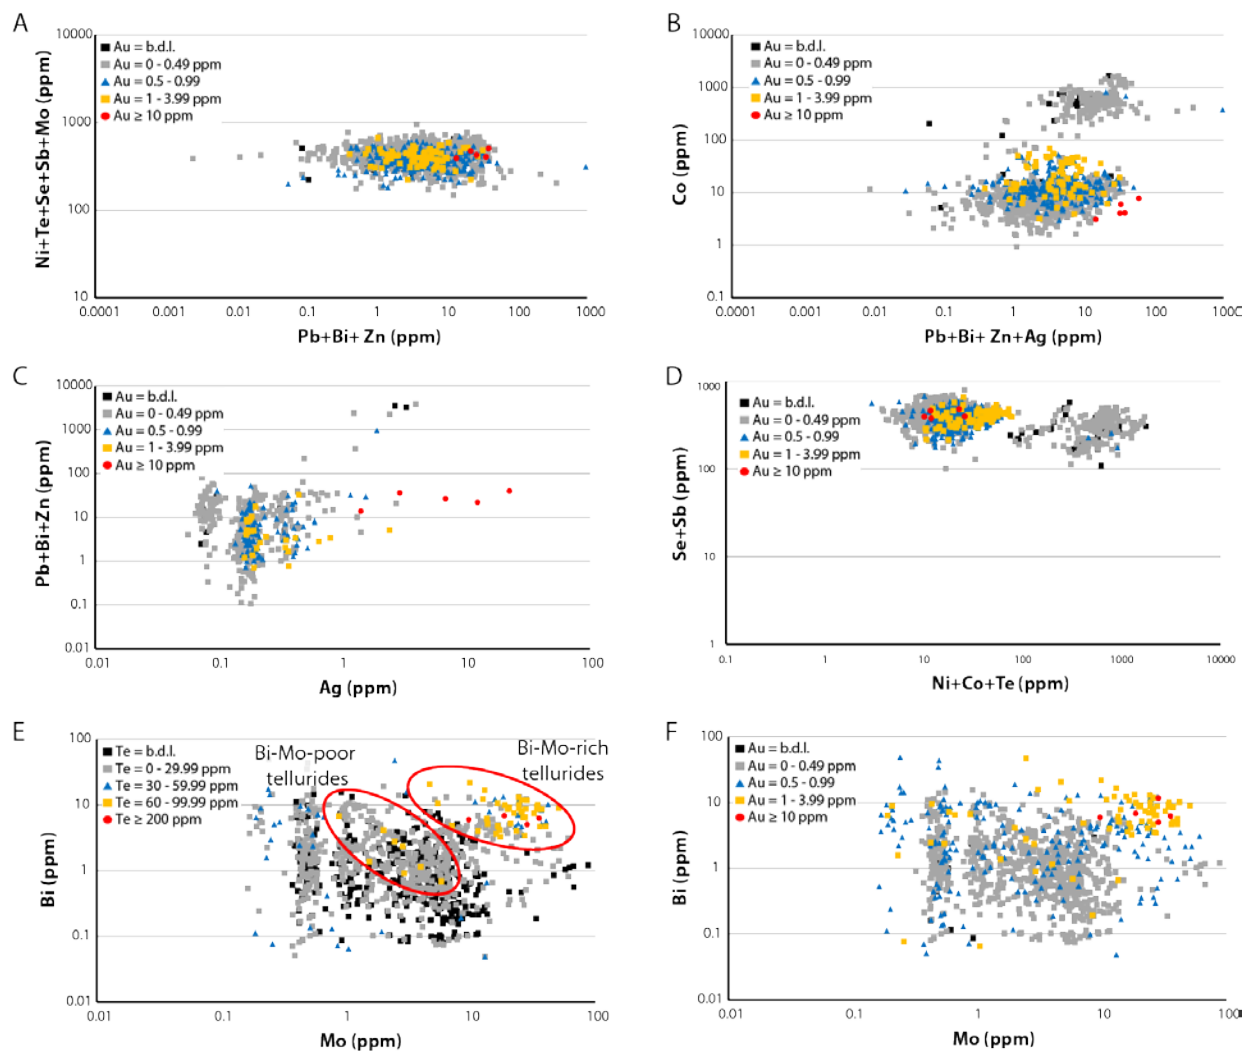 A
Ni+Te+Se+Sb+Mo (ppm)
10000
1000
100
10
Au = b.d.l.
Au = 0 - 0.49 ppm
Au = 0.5 - 0.99
Au = 1 - 3.99 ppm
Au ≥ 10 ppm
0.0001
0.001
0.01
0.1
1
10
100
1000
Pb+Bi+ Zn (ppm)
B
Co (ppm)
10000
1000
100
10
1
0.1
Au = b.d.l.
Au = 0 - 0.49 ppm
Au = 0.5 - 0.99
Au = 1 - 3.99 ppm
Au ≥ 10 ppm
0.0001
0.001
0.01
0.1
1
10
100
Pb+Bi+ Zn+Ag (ppm)
C
Pb+Bi+Zn (ppm)
10000
1000
100
10
1
0.1
0.01
Au = b.d.l.
Au = 0 - 0.49 ppm
Au = 0.5 - 0.99
Au = 1 - 3.99 ppm
Au ≥ 10 ppm
0.01
0.1
1
10
100
Ag (ppm)
D
Se+Sb (ppm)
1000
100
10
1
Au = b.d.l.
Au = 0 - 0.49 ppm
Au = 0.5 - 0.99
Au = 1 - 3.99 ppm
Au ≥ 10 ppm
0.1
1
10
100
1000
10000
Ni+Co+Te (ppm)
E
Bi (ppm)
100
10
1
0.1
0.01
Te = b.d.l.
Te = 0 - 29.99 ppm
Te = 30 - 59.99 ppm
Te = 60 - 99.99 ppm
Te ≥ 200 ppm
Bi-Mo-poor
tellurides
Bi-Mo-rich
tellurides
0.01
0.1
1
10
100
Mo (ppm)
F
Bi (ppm)
100
10
1
0.1
0.01
Au = b.d.l.
Au = 0 - 0.49 ppm
Au = 0.5 - 0.99
Au = 1 - 3.99 ppm
Au ≥ 10 ppm
0.01
0.1
1
10
100
Mo (ppm)